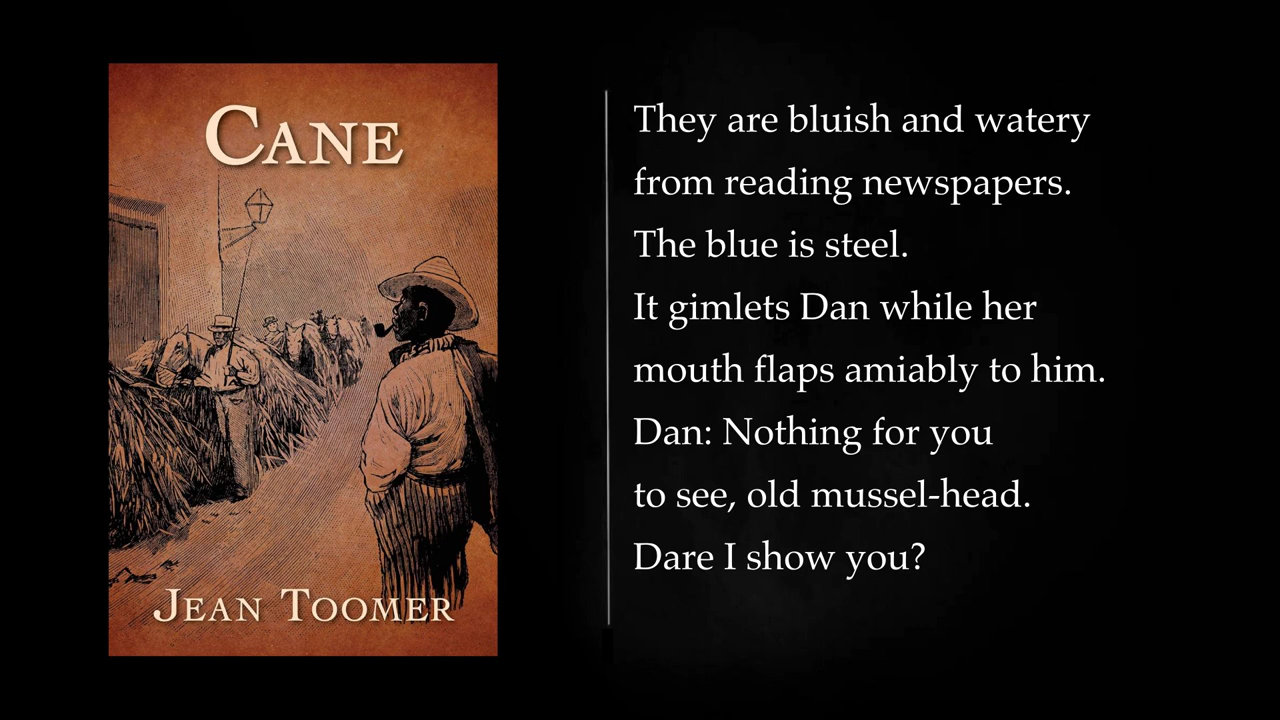 CANE
JEAN TOOMER
They are bluish and watery
from reading newspapers.
The blue is steel.
It gimlets Dan while her
mouth flaps amiably to him.
Dan: Nothing for you
to see, old mussel-head.
Dare I show you?